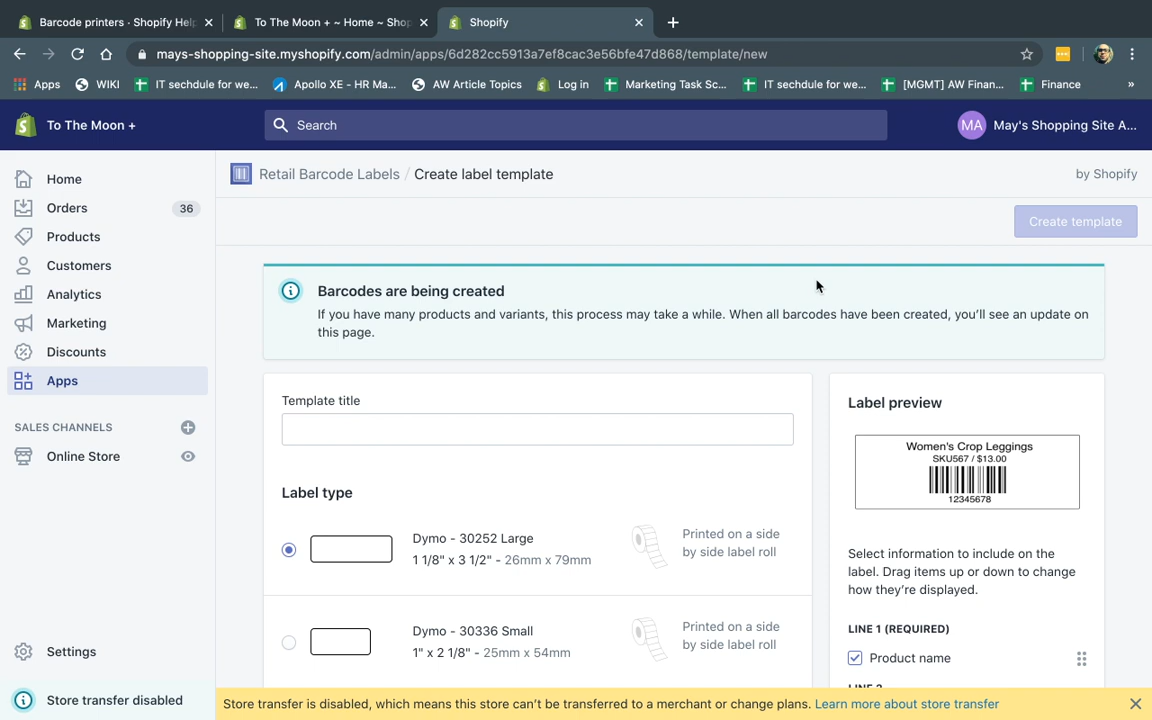 Barcode printers · Shopify Hel
To The Moon + ~ Home ~ Shop
Shopify
mays-shopping-site.myshopify.com/admin/apps/6d282cc5913a7ef8cac3e56bfe47d868/template/new
Apps
WIKI
IT sechdule for we...
Apollo XE - HR Ma...
AW Article Topics
Log in
Marketing Task Sc...
IT sechdule for we...
[MGMT] AW Finan...
Finance
»
To The Moon +
Search
MA
May's Shopping Site A...
Home
Orders
36
Products
Customers
Analytics
Marketing
Discounts
Apps
SALES CHANNELS
Online Store
Settings
Store transfer disabled
Retail Barcode Labels / Create label template
by Shopify
Create template
Barcodes are being created
If you have many products and variants, this process may take a while. When all barcodes have been created, you'll see an update on
this page.
Template title
Label type
Dymo - 30252 Large
1 1/8" x 3 1/2" - 26mm x 79mm
Printed on a side
by side label roll
Dymo - 30336 Small
1" x 2 1/8" - 25mm x 54mm
Printed on a side
by side label roll
Label preview
Women's Crop Leggings
SKU567 / $13.00
12345678
Select information to include on the
label. Drag items up or down to change
how they're displayed.
LINE 1 (REQUIRED)
Product name
LINE 2
Store transfer is disabled, which means this store can't be transferred to a merchant or change plans. Learn more about store transfer